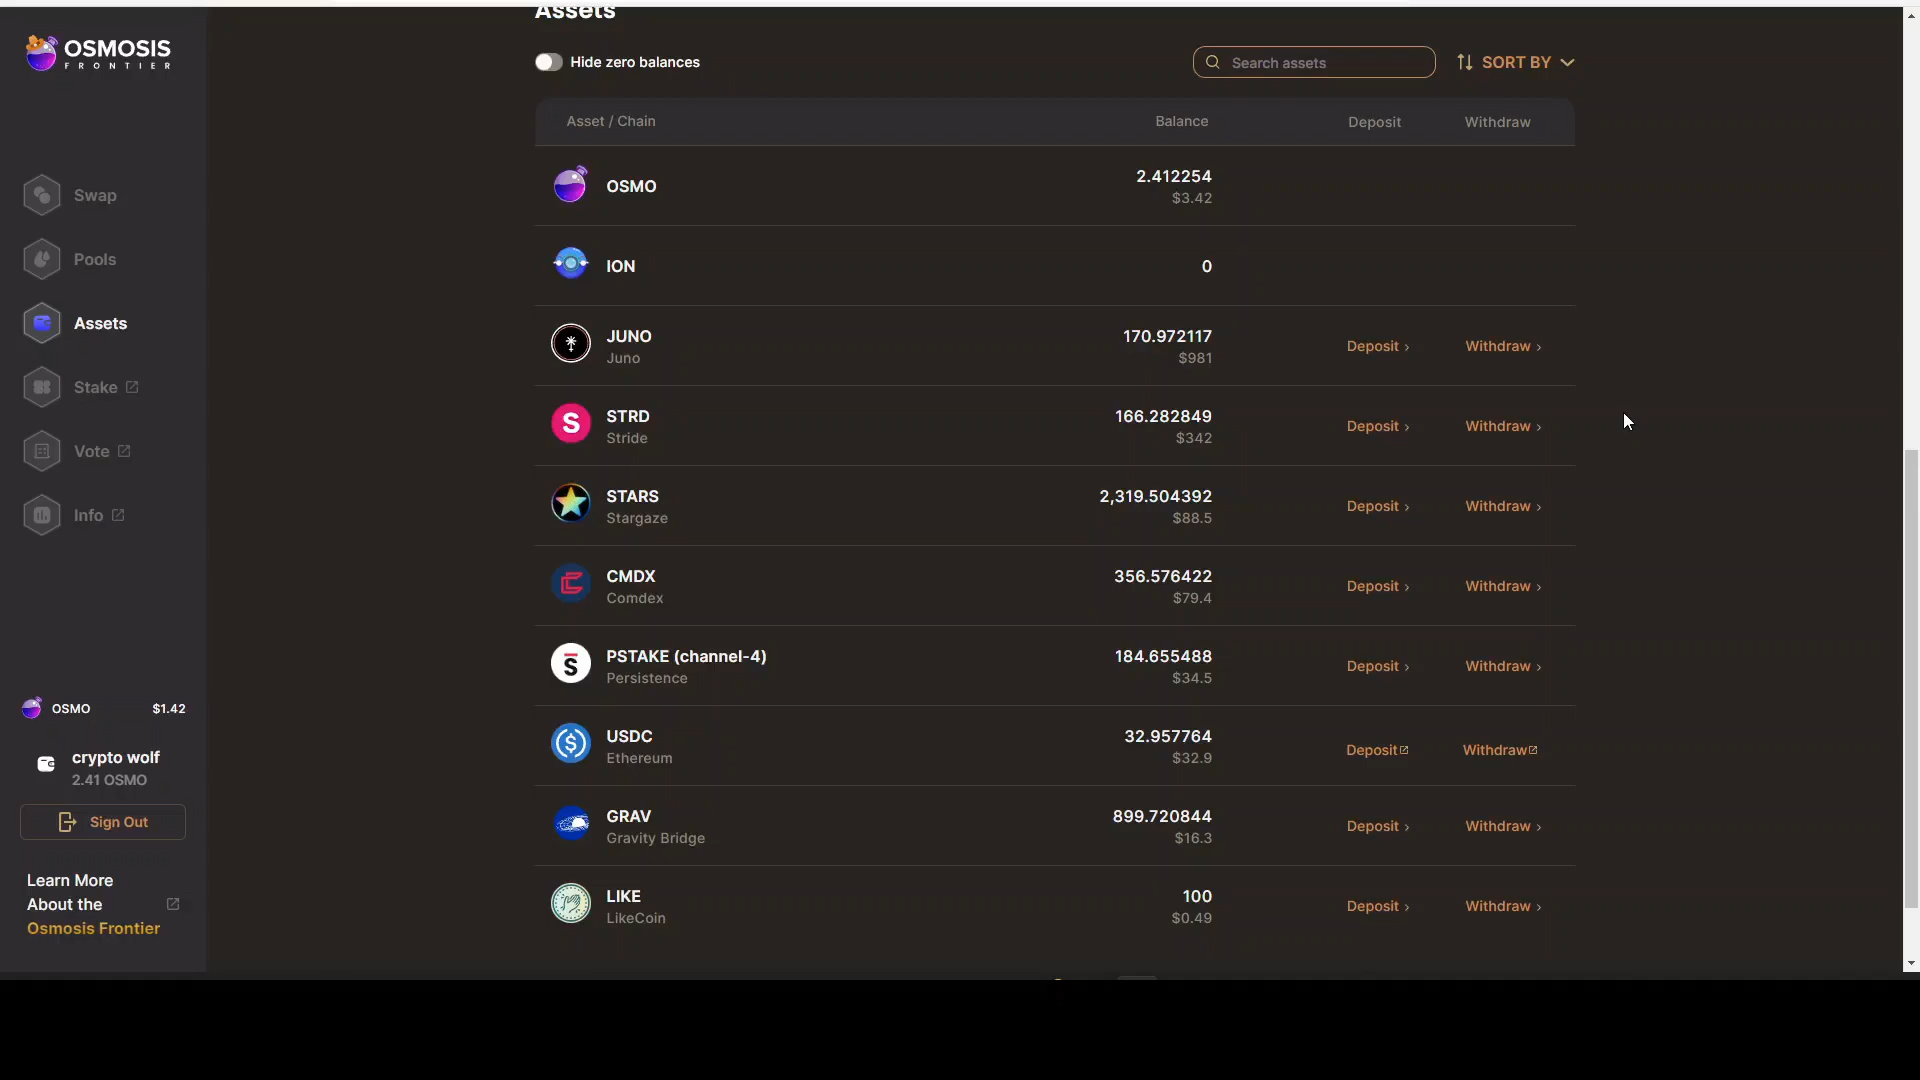 OSMOSIS
FRONTIER
Swap
Pools
Assets
Stake
Vote
Info
OSMO $1.42
crypto wolf
2.41 OSMO
Sign Out
Learn More
About the
Osmosis Frontier
Assets
Hide zero balances
Search assets
SORT BY
Asset / Chain Balance Deposit Withdraw
OSMO 2.412254
$3.42
ION 0
JUNO 170.972117
Juno $981
Deposit › Withdraw ›
STRD 166.282849
Stride $342
Deposit › Withdraw ›
STARS 2,319.504392
Stargaze $88.5
Deposit › Withdraw ›
CMDX 356.576422
Comdex $79.4
Deposit › Withdraw ›
PSTAKE (channel-4) 184.655488
Persistence $34.5
Deposit › Withdraw ›
USDC 32.957764
Ethereum $32.9
Deposit Withdraw
GRAV 899.720844
Gravity Bridge $16.3
Deposit › Withdraw ›
LIKE 100
LikeCoin $0.49
Deposit › Withdraw ›